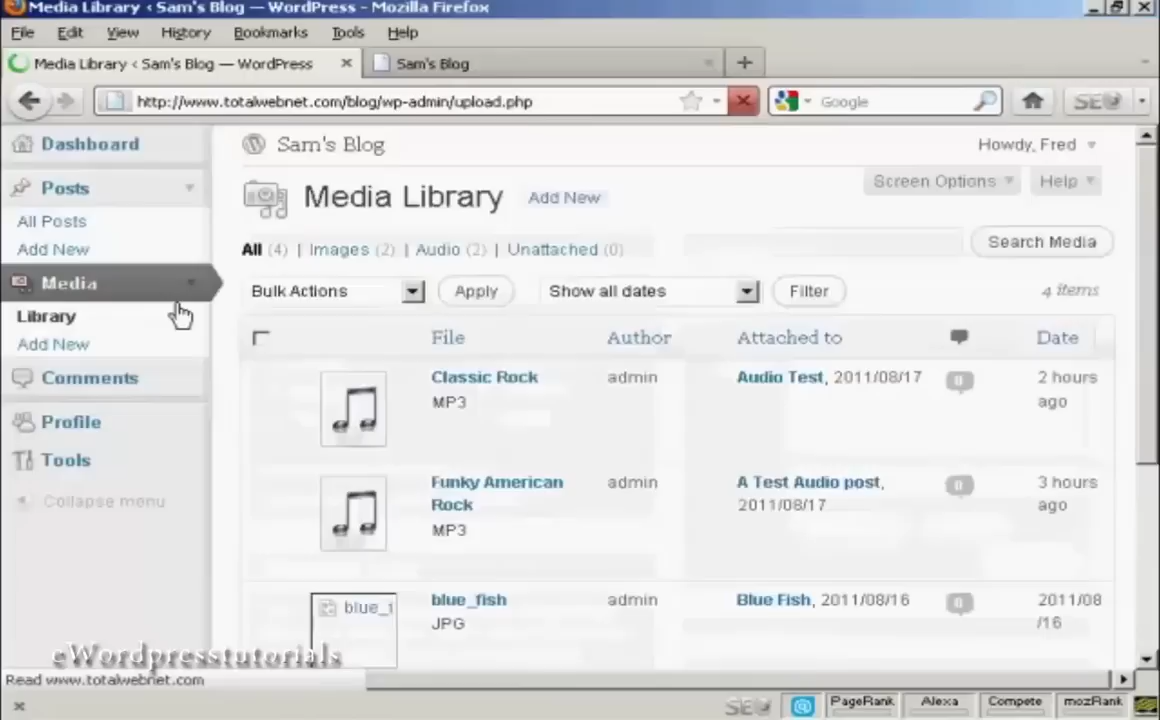 Media Library ‹ Sam's Blog — WordPress - Mozilla Firefox
File Edit View History Bookmarks Tools Help
Media Library ‹ Sam's Blog — WordPress × Sam's Blog +
http://www.totalwebnet.com/blog/wp-admin/upload.php Google SEO
Dashboard
Posts
All Posts
Add New
Media
Library
Add New
Comments
Profile
Tools
Collapse menu
Sam's Blog Howdy, Fred
Media Library Add New Screen Options Help
All (4) | Images (2) | Audio (2) | Unattached (0) Search Media
Bulk Actions Apply Show all dates Filter 4 items
File Author Attached to Date
Classic Rock admin Audio Test, 2011/08/17 0 2 hours
MP3 ago
Funky American admin A Test Audio post, 0 3 hours
Rock 2011/08/17 ago
MP3
blue_f blue_fish admin Blue Fish, 2011/08/16 0 2011/08
JPG /16
eWordpresstutorials
Read www.totalwebnet.com
× SEO @ PageRank Alexa Compete mozRank